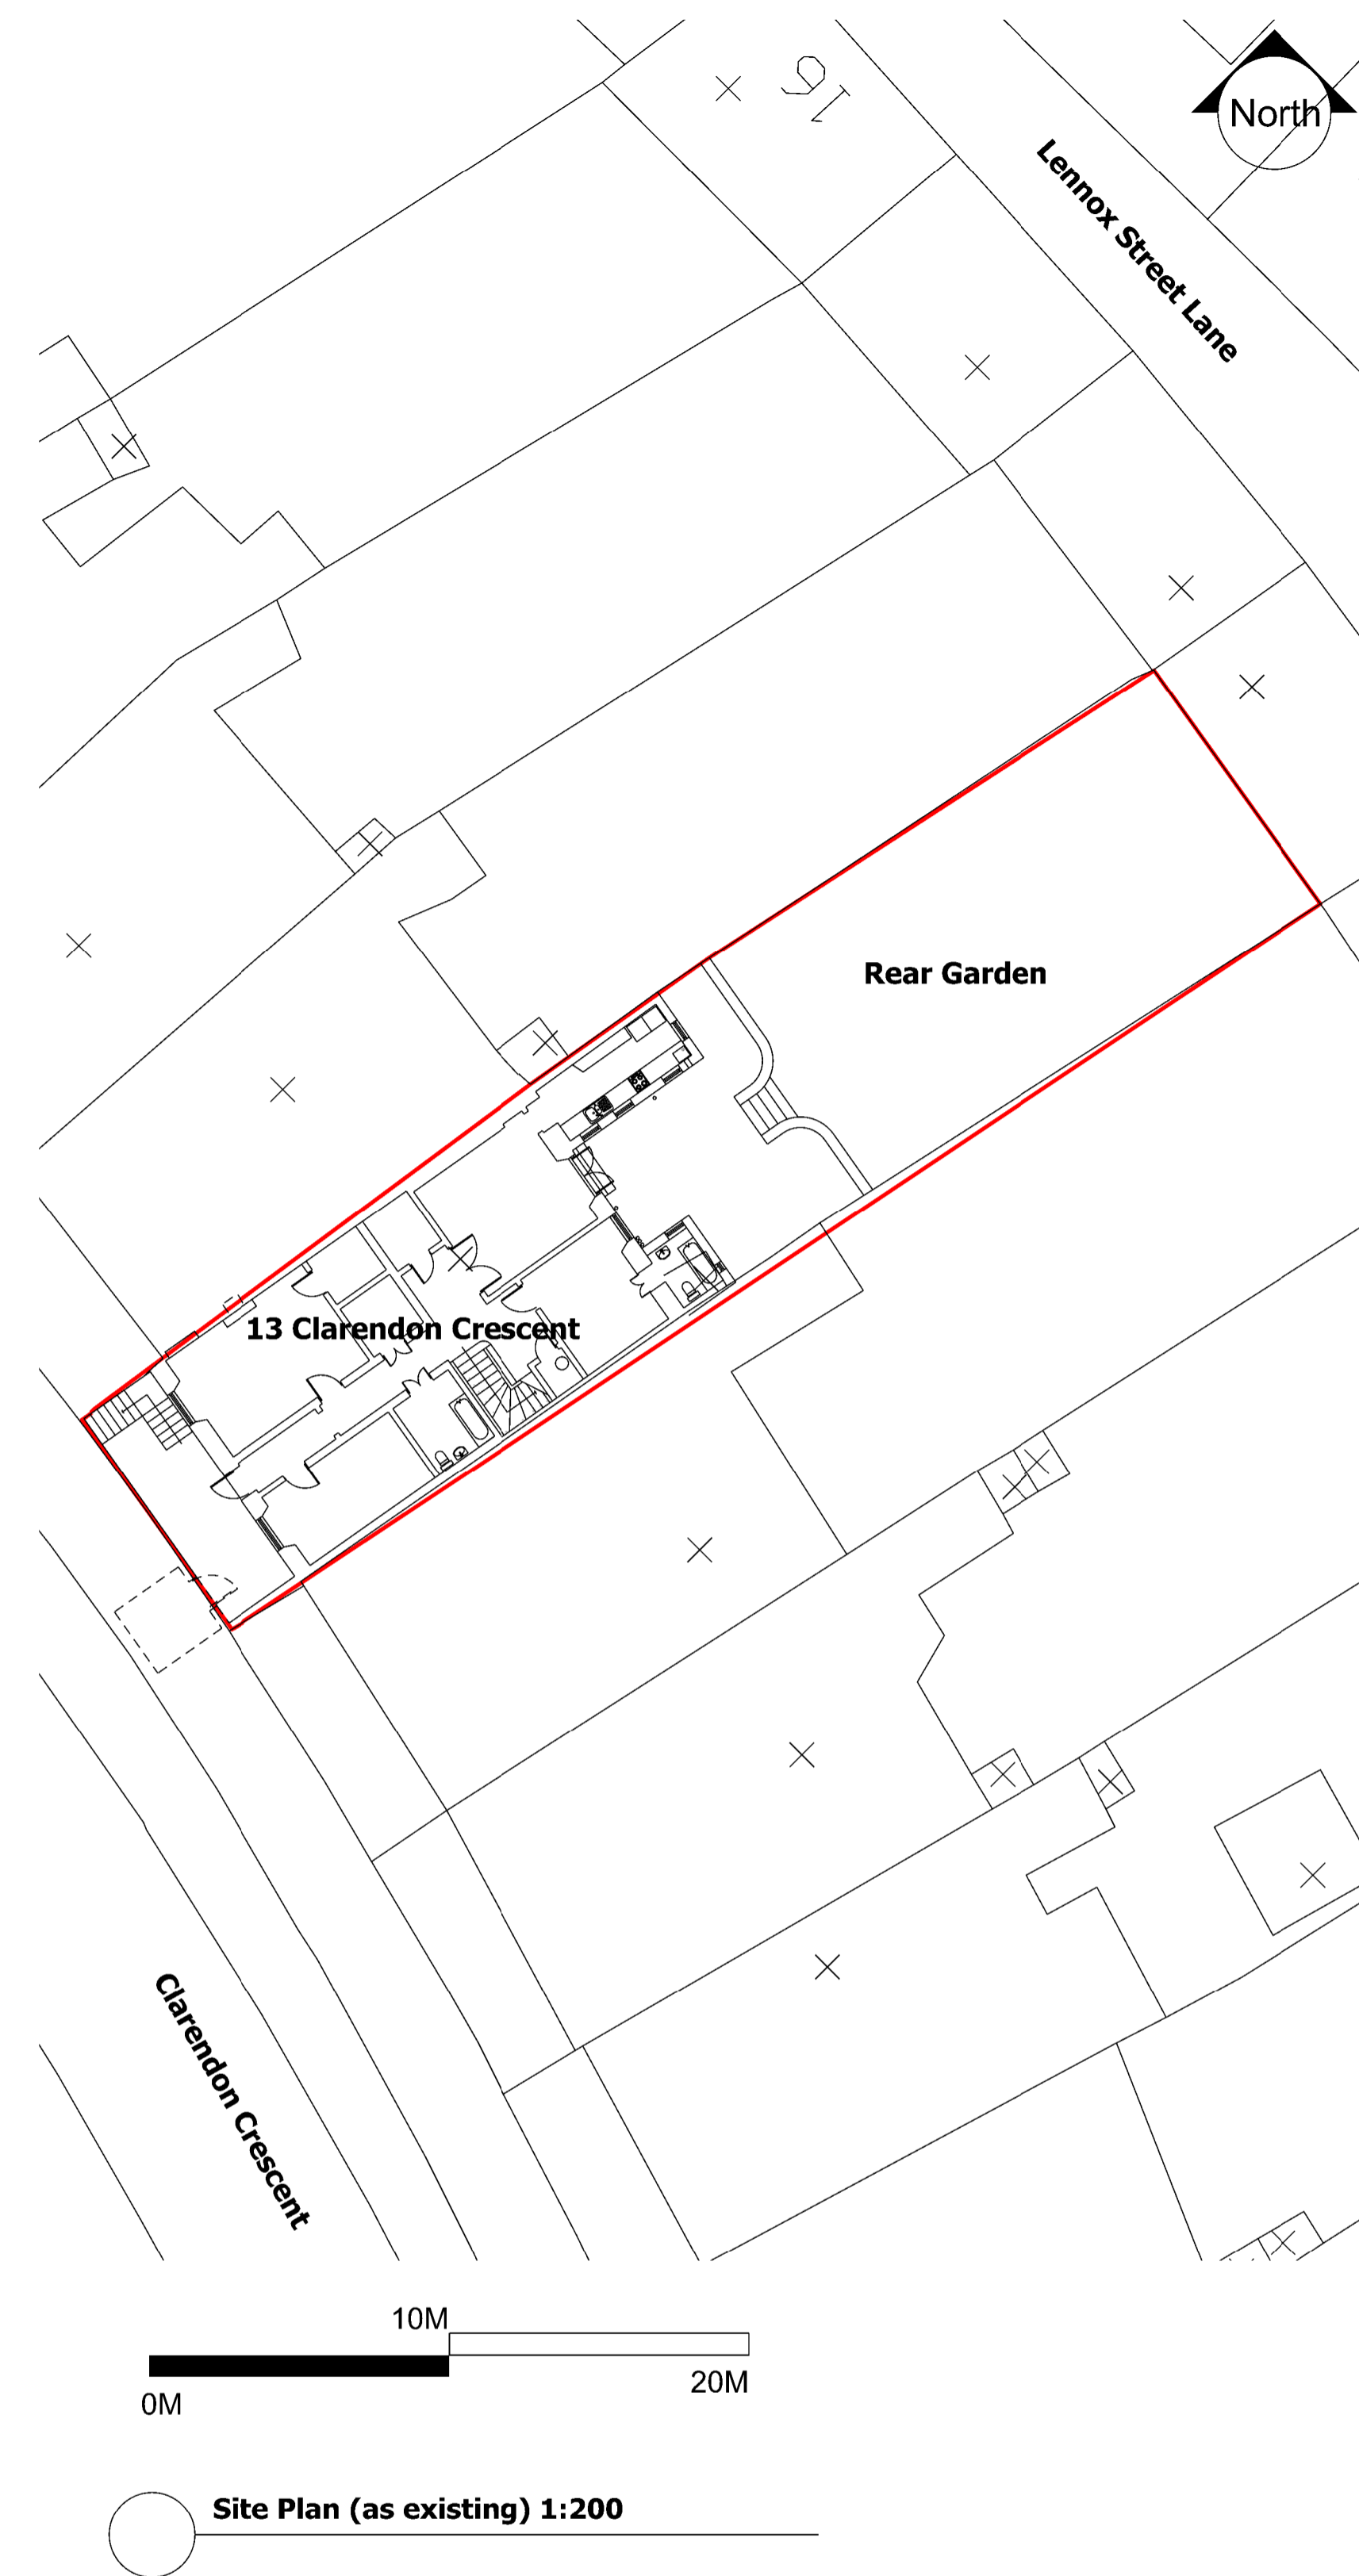 16
North
Lennox Street Lane
Rear Garden
13 Clarendon Crescent
Clarendon Crescent
10M
0M
20M
Site Plan (as existing) 1:200